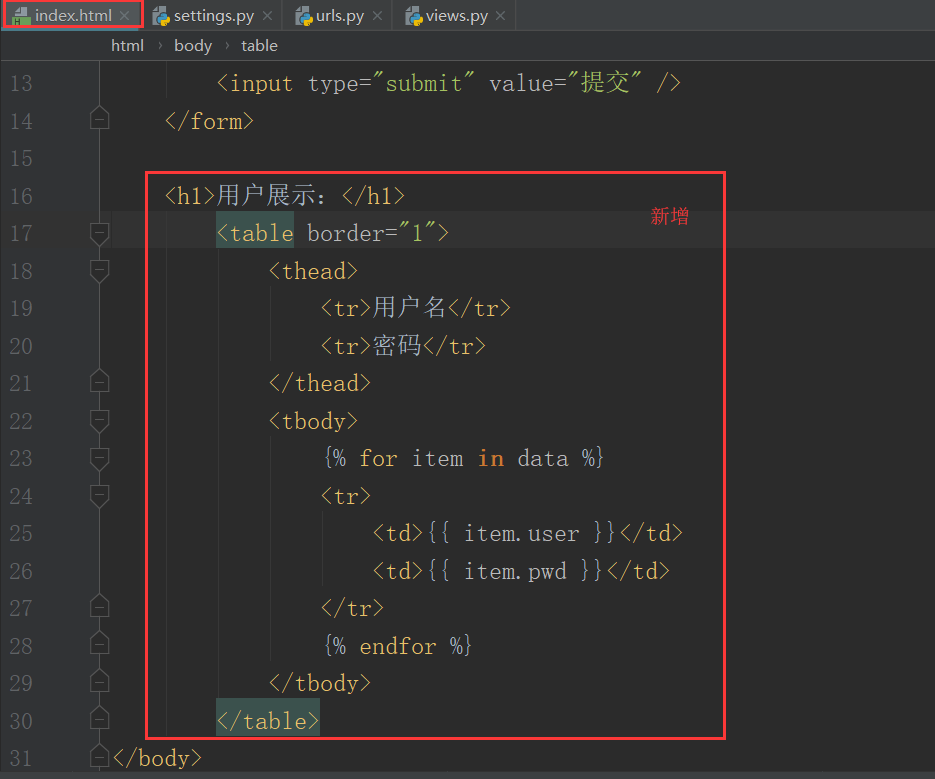 index.html settings.py urls.py views.py
html body table
13 <input type="submit" value="提交" />
14 </form>
15
16 <h1>用户展示：</h1>
新增
17 <table border="1">
18 <thead>
19 <tr>用户名</tr>
20 <tr>密码</tr>
21 </thead>
22 <tbody>
23 {% for item in data %}
24 <tr>
25 <td>{{ item.user }}</td>
26 <td>{{ item.pwd }}</td>
27 </tr>
28 {% endfor %}
29 </tbody>
30 </table>
31 </body>